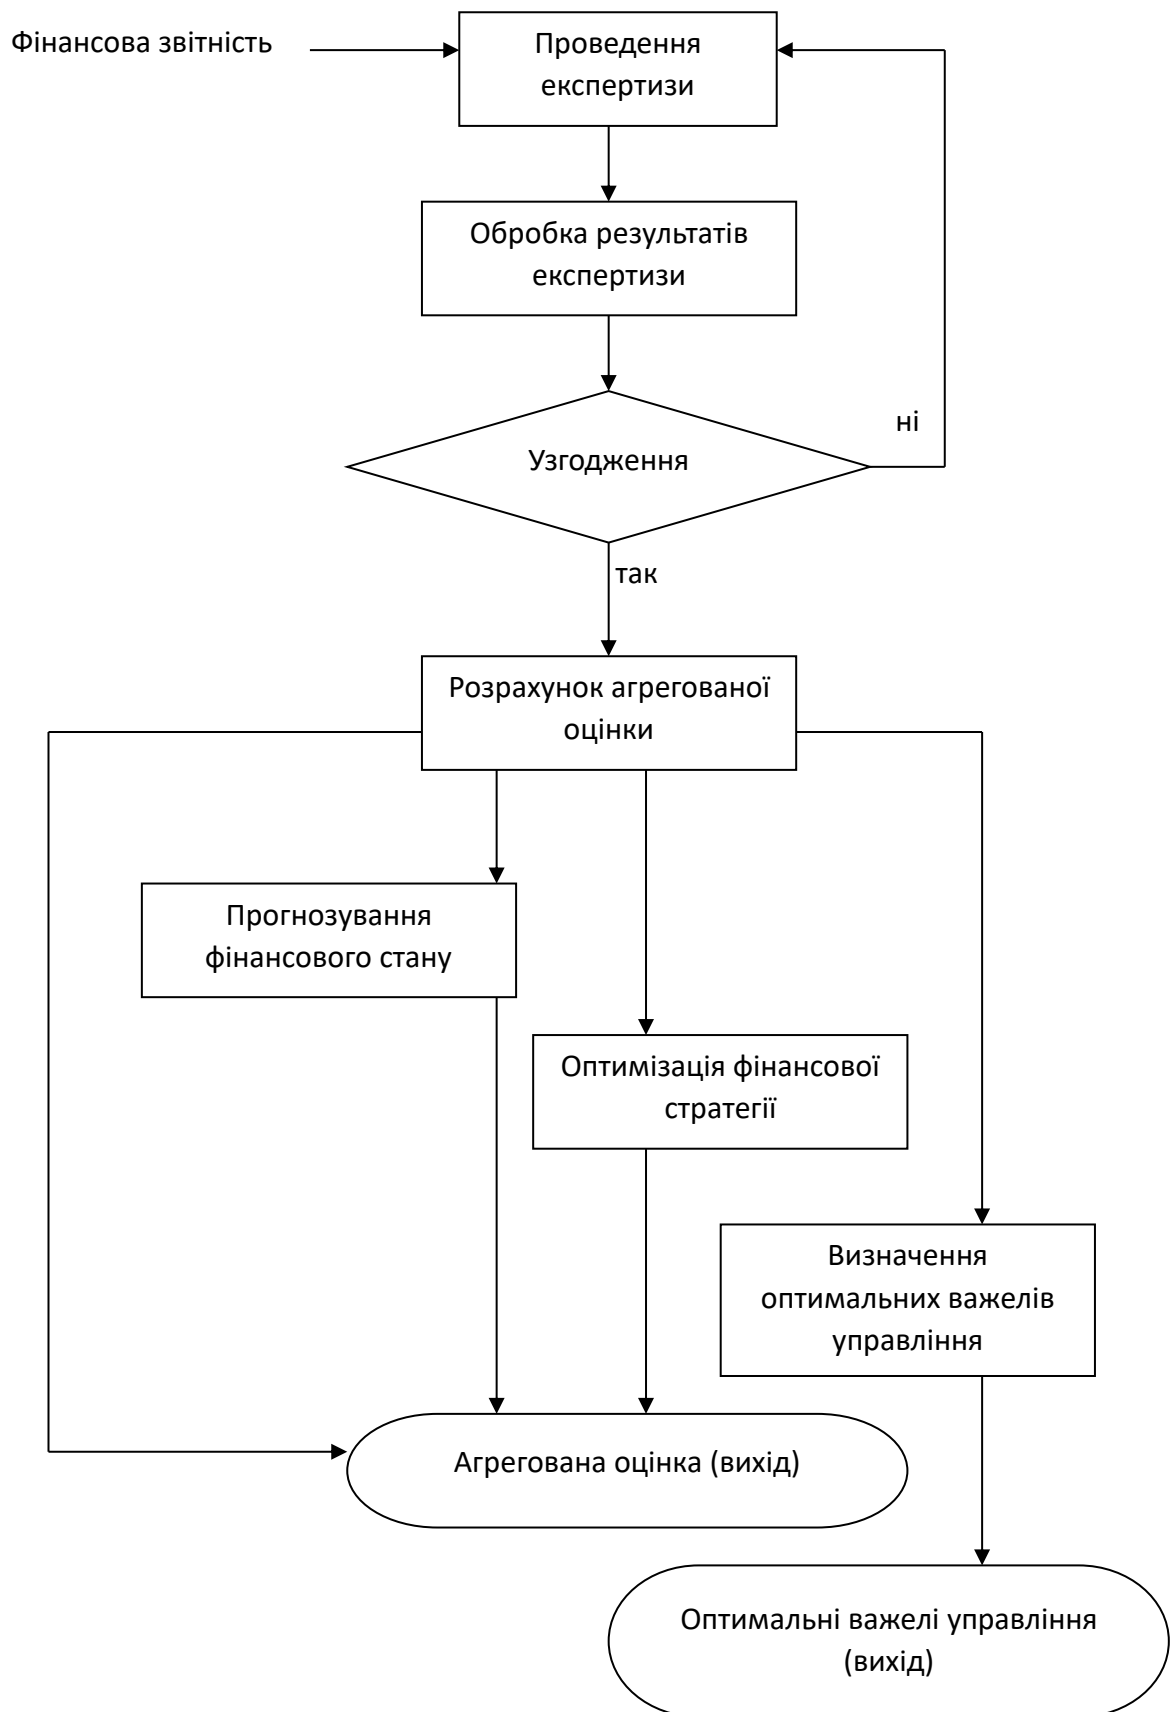 Фінансова звітність
Проведення
експертизи
Обробка результатів
експертизи
ні
Узгодження
так
Розрахунок агрегованої
оцінки
Прогнозування
фінансового стану
Оптимізація фінансової
стратегії
Визначення
оптимальних важелів
управління
Агрегована оцінка (вихід)
Оптимальні важелі управління
(вихід)